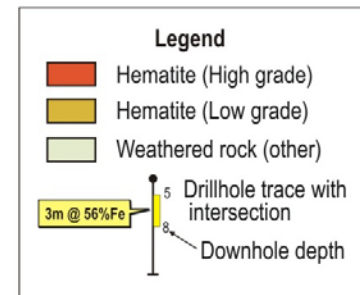 Legend
Hematite (High grade)
Hematite (Low grade)
Weathered rock (other)
5
Drillhole trace with
intersection
3m @ 56%Fe
8
Downhole depth